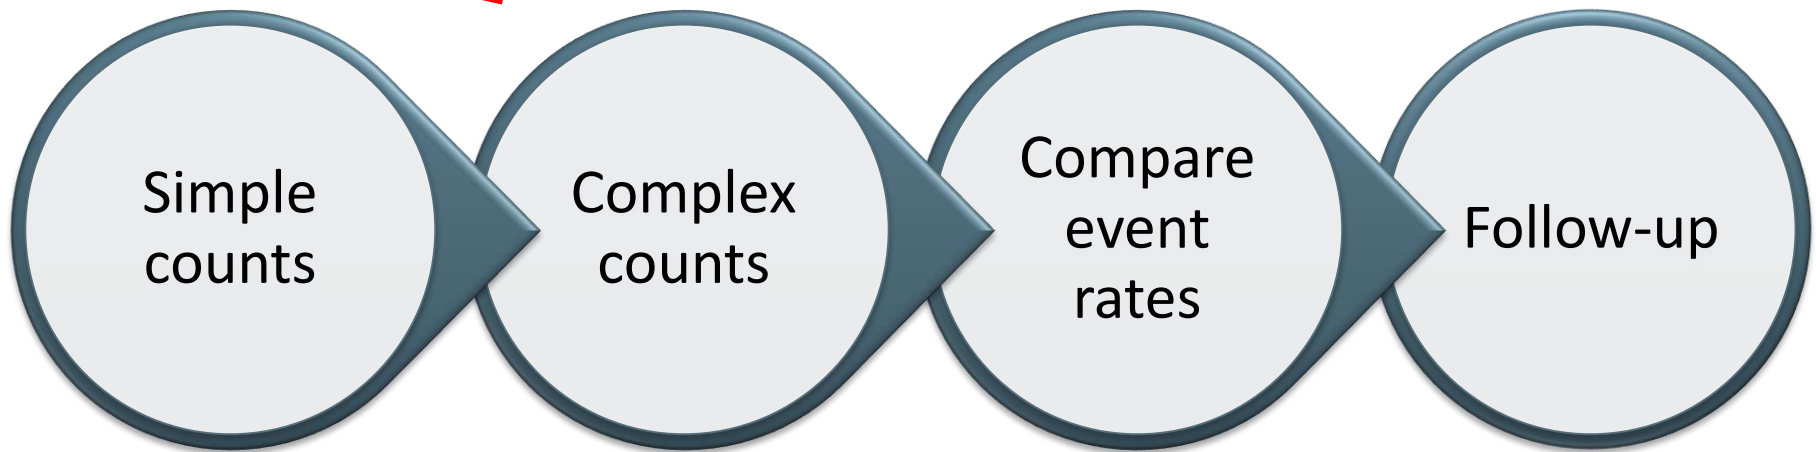 Simple
counts
Complex
counts
Compare
event
rates
Follow-up